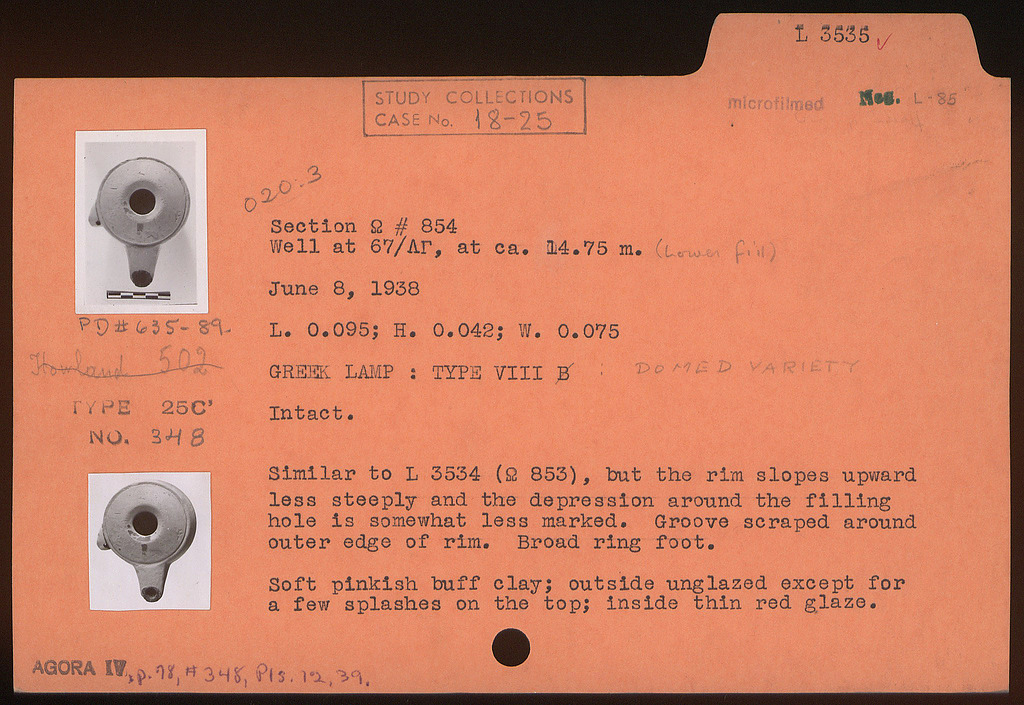 L 3535 ✓
STUDY COLLECTIONS
CASE No. 18-25
microfilmed
Neg. L-85
O20:3
Section Ω # 854
Well at 67/ΛΓ, at ca. 14.75 m. (Lower fill)
June 8, 1938
L. 0.095; H. 0.042; W. 0.075
PD# 635-89-
Howland 502
GREEK LAMP : TYPE VIII B : DOMED VARIETY
TYPE 25C'
NO. 348
Intact.
Similar to L 3534 (Ω 853), but the rim slopes upward
less steeply and the depression around the filling
hole is somewhat less marked. Groove scraped around
outer edge of rim. Broad ring foot.
Soft pinkish buff clay; outside unglazed except for
a few splashes on the top; inside thin red glaze.
AGORA IV, p. 78, #348, Pls. 12, 39.